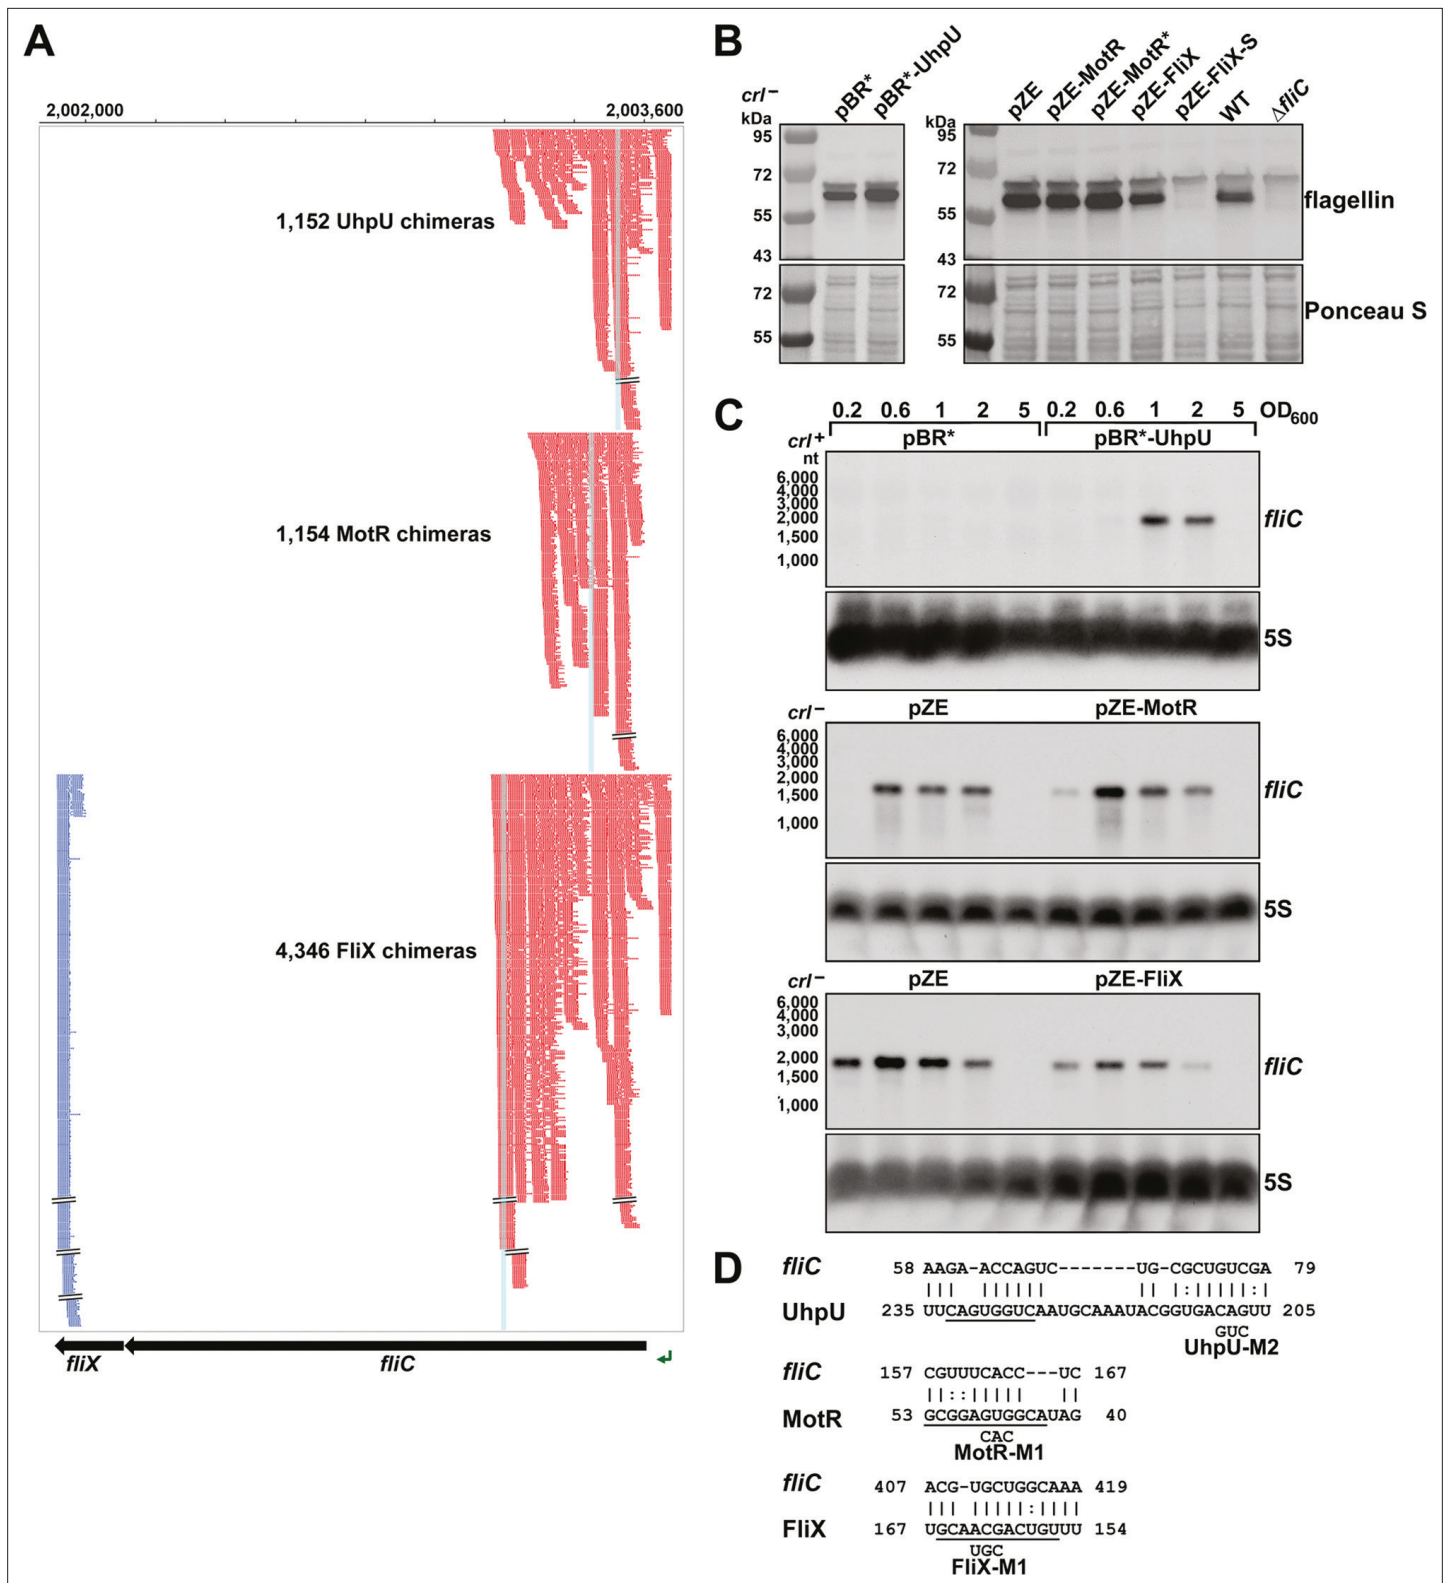 A
2,002,000 2,003,600
1,152 UhpU chimeras
1,154 MotR chimeras
4,346 FliX chimeras
fliX fliC
B
crl– pBR* pBR*-UhpU
kDa
95
72
55
43
72
55
pZE pZE-MotR pZE-MotR* pZE-FliX pZE-FliX-S WT ΔfliC
kDa
95
72
55
43
flagellin
72
55
Ponceau S
C
0.2 0.6 1 2 5 0.2 0.6 1 2 5 OD600
crl+ pBR* pBR*-UhpU
nt
6,000
4,000
3,000
2,000
1,500
1,000
fliC
5S
crl– pZE pZE-MotR
6,000
4,000
3,000
2,000
1,500
1,000
fliC
5S
crl– pZE pZE-FliX
6,000
4,000
3,000
2,000
1,500
1,000
fliC
5S
D
fliC 58 AAGA-ACCAGUC-------UG-CGCUGUCGA 79
UhpU 235 UUCAGUGGUCAAUGCAAAUACGGUGACAGUU 205
GUC
UhpU-M2
fliC 157 CGUUUCACC---UC 167
MotR 53 GCGGAGUGGCAUAG 40
CAC
MotR-M1
fliC 407 ACG-UGCUGGCAAA 419
FliX 167 UGCAACGACUGUUU 154
UGC
FliX-M1